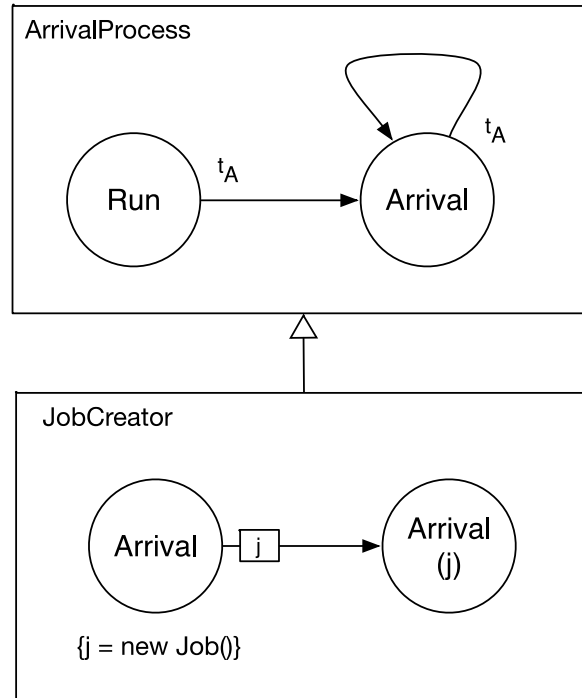 ArrivalProcess
t_A
t_A
Run
Arrival
JobCreator
Arrival
j
Arrival
(j)
{j = new Job()}